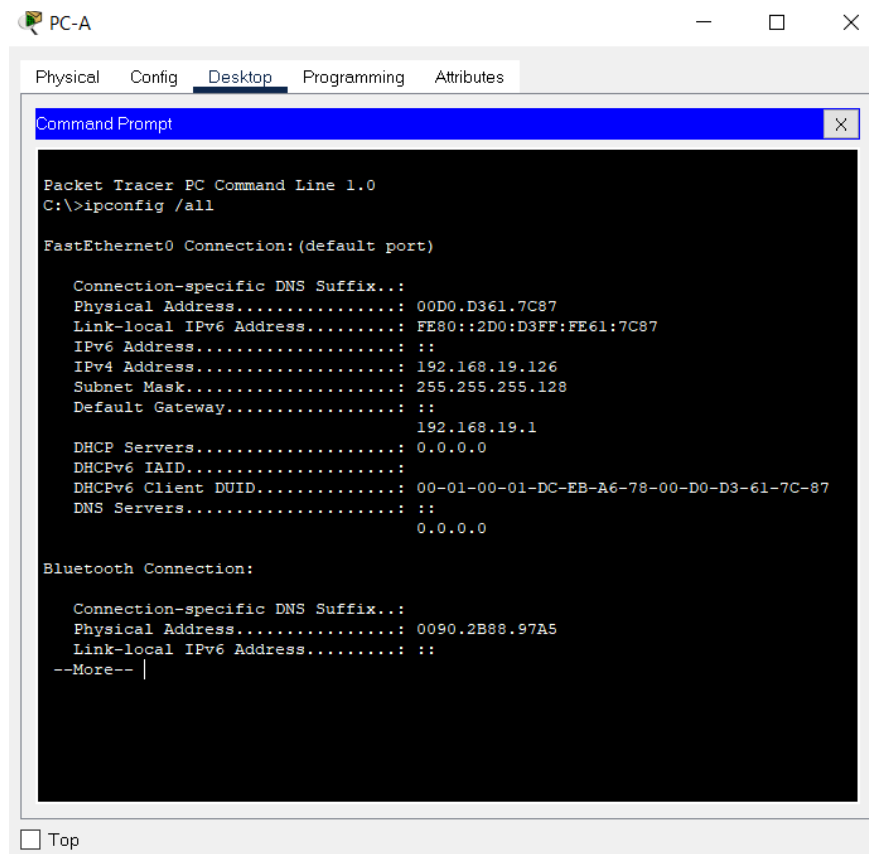 PC-A
Physical Config Desktop Programming Attributes
Command Prompt
X
Packet Tracer PC Command Line 1.0
C:\>ipconfig /all
FastEthernet0 Connection:(default port)
Connection-specific DNS Suffix..:
Physical Address................: 00D0.D361.7C87
Link-local IPv6 Address.........: FE80::2D0:D3FF:FE61:7C87
IPv6 Address....................: ::
IPv4 Address....................: 192.168.19.126
Subnet Mask.....................: 255.255.255.128
Default Gateway.................: ::
192.168.19.1
DHCP Servers....................: 0.0.0.0
DHCPv6 IAID.....................:
DHCPv6 Client DUID..............: 00-01-00-01-DC-EB-A6-78-00-D0-D3-61-7C-87
DNS Servers.....................: ::
0.0.0.0
Bluetooth Connection:
Connection-specific DNS Suffix..:
Physical Address................: 0090.2B88.97A5
Link-local IPv6 Address.........: ::
--More--
Top